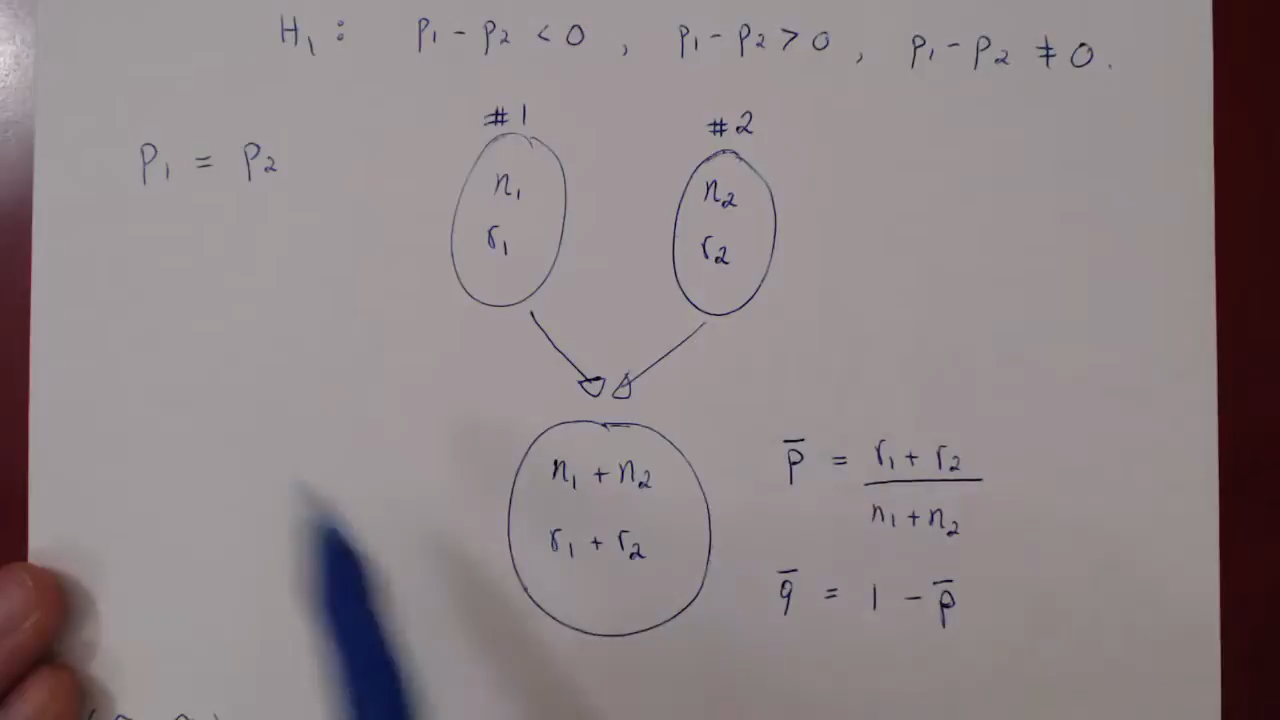 H₁ : p₁ - p₂ < 0 , p₁ - p₂ > 0 , p₁ - p₂ ≠ 0.
#1 #2
p₁ = p₂
n₁ n₂
r₁ r₂
n₁ + n₂
r₁ + r₂
p̄ = r₁ + r₂ / n₁ + n₂
q̄ = 1 - p̄